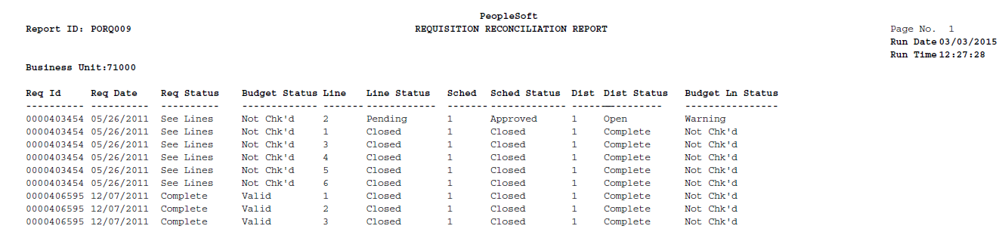 PeopleSoft
Report ID: PORQ009 REQUISITION RECONCILIATION REPORT Page No. 1
Run Date 03/03/2015
Run Time 12:27:28
Business Unit:71000
Req Id Req Date Req Status Budget Status Line Line Status Sched Sched Status Dist Dist Status Budget Ln Status
0000403454 05/26/2011 See Lines Not Chk'd 2 Pending 1 Approved 1 Open Warning
0000403454 05/26/2011 See Lines Not Chk'd 1 Closed 1 Closed 1 Complete Not Chk'd
0000403454 05/26/2011 See Lines Not Chk'd 3 Closed 1 Closed 1 Complete Not Chk'd
0000403454 05/26/2011 See Lines Not Chk'd 4 Closed 1 Closed 1 Complete Not Chk'd
0000403454 05/26/2011 See Lines Not Chk'd 5 Closed 1 Closed 1 Complete Not Chk'd
0000403454 05/26/2011 See Lines Not Chk'd 6 Closed 1 Closed 1 Complete Not Chk'd
0000406595 12/07/2011 Complete Valid 1 Closed 1 Closed 1 Complete Not Chk'd
0000406595 12/07/2011 Complete Valid 2 Closed 1 Closed 1 Complete Not Chk'd
0000406595 12/07/2011 Complete Valid 3 Closed 1 Closed 1 Complete Not Chk'd